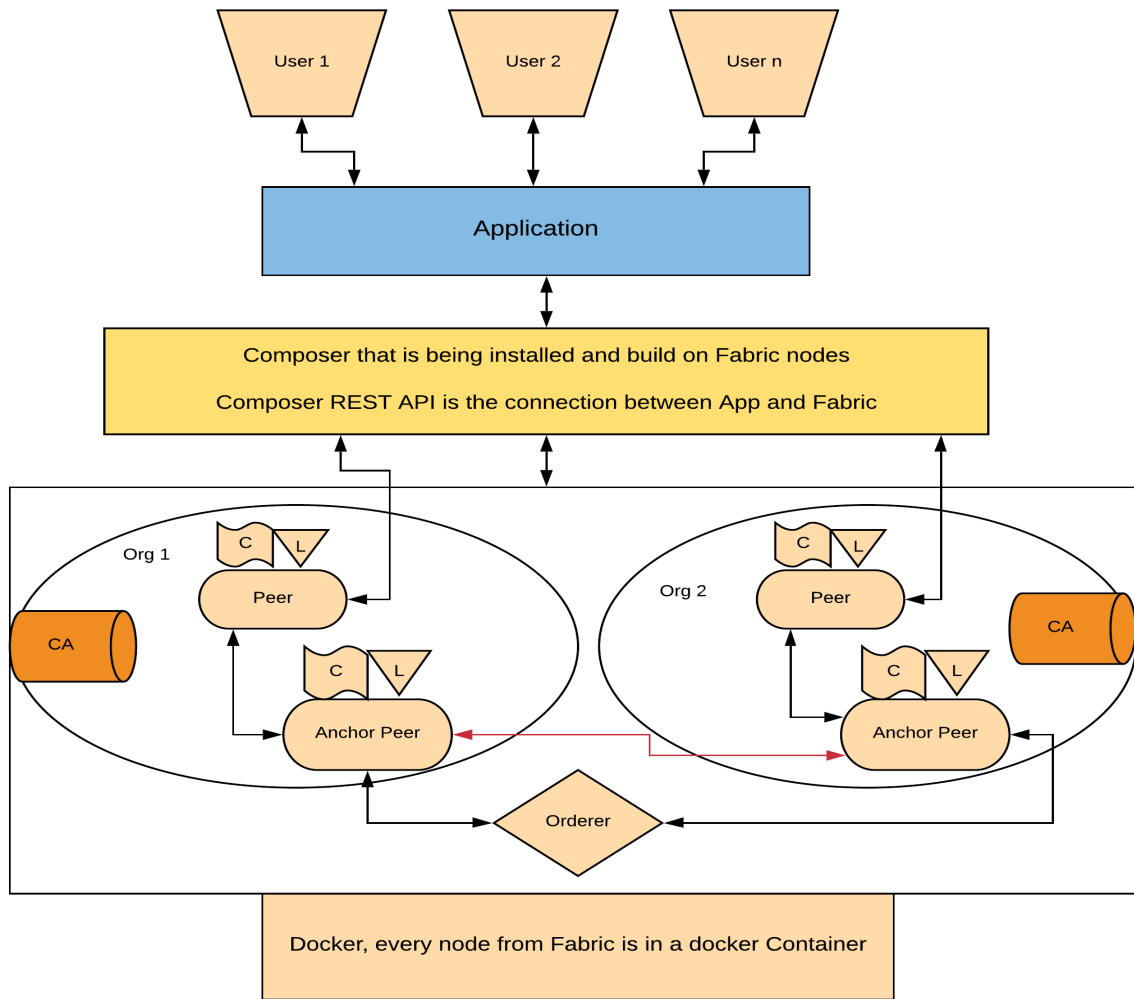 User 1
User 2
User n
Application
Composer that is being installed and build on Fabric nodes
Composer REST API is the connection between App and Fabric
Org 1
C
L
Peer
CA
C
L
Anchor Peer
Org 2
C
L
Peer
CA
C
L
Anchor Peer
Orderer
Docker, every node from Fabric is in a docker Container